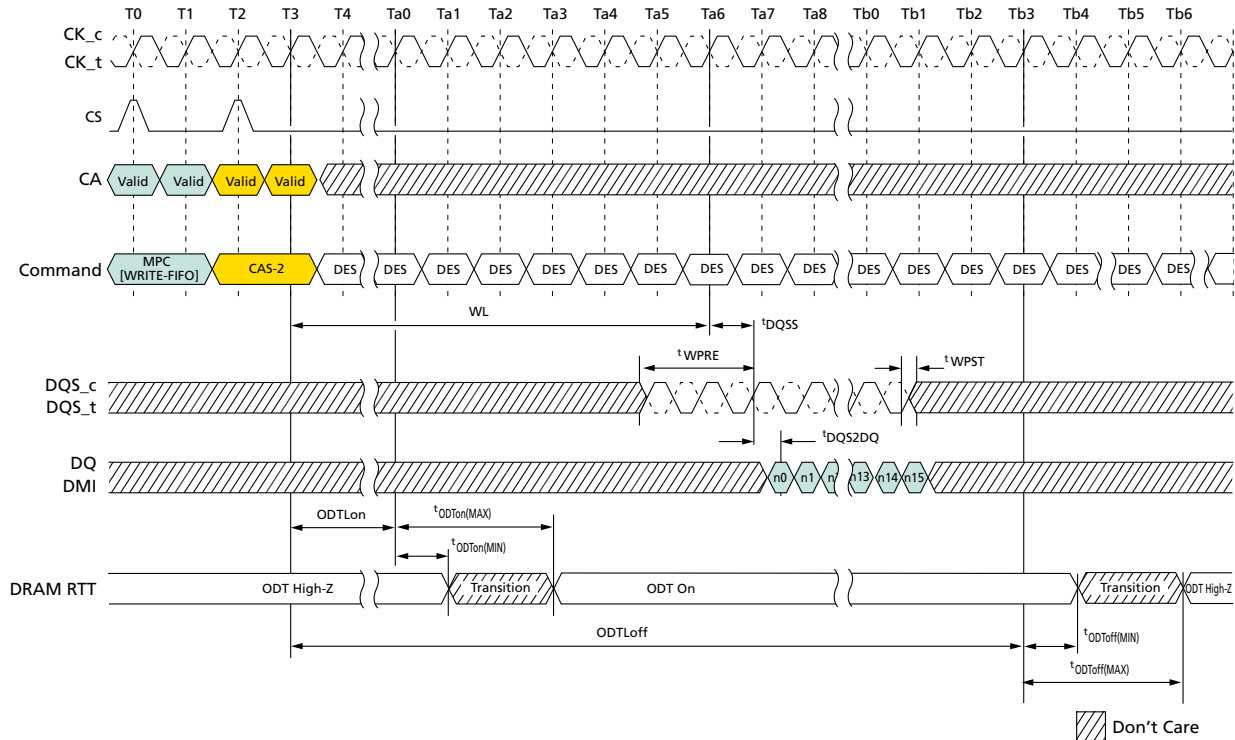 T0 T1 T2 T3 T4 Ta0 Ta1 Ta2 Ta3 Ta4 Ta5 Ta6 Ta7 Ta8 Tb0 Tb1 Tb2 Tb3 Tb4 Tb5 Tb6
CK_c
CK_t
CS
CA Valid Valid Valid Valid
Command MPC [WRITE-FIFO] CAS-2 DES DES DES DES DES DES DES DES DES DES DES DES DES DES DES DES DES
WL tDQSS
tWPRE tWPST
DQS_c
DQS_t
tDQS2DQ
DQ
DMI
n0 n1 n13 n14 n15
ODTLon tODTon(MAX)
tODTon(MIN)
DRAM RTT ODT High-Z Transition ODT On Transition ODT High-Z
ODTLoff tODToff(MIN)
tODToff(MAX)
Don't Care